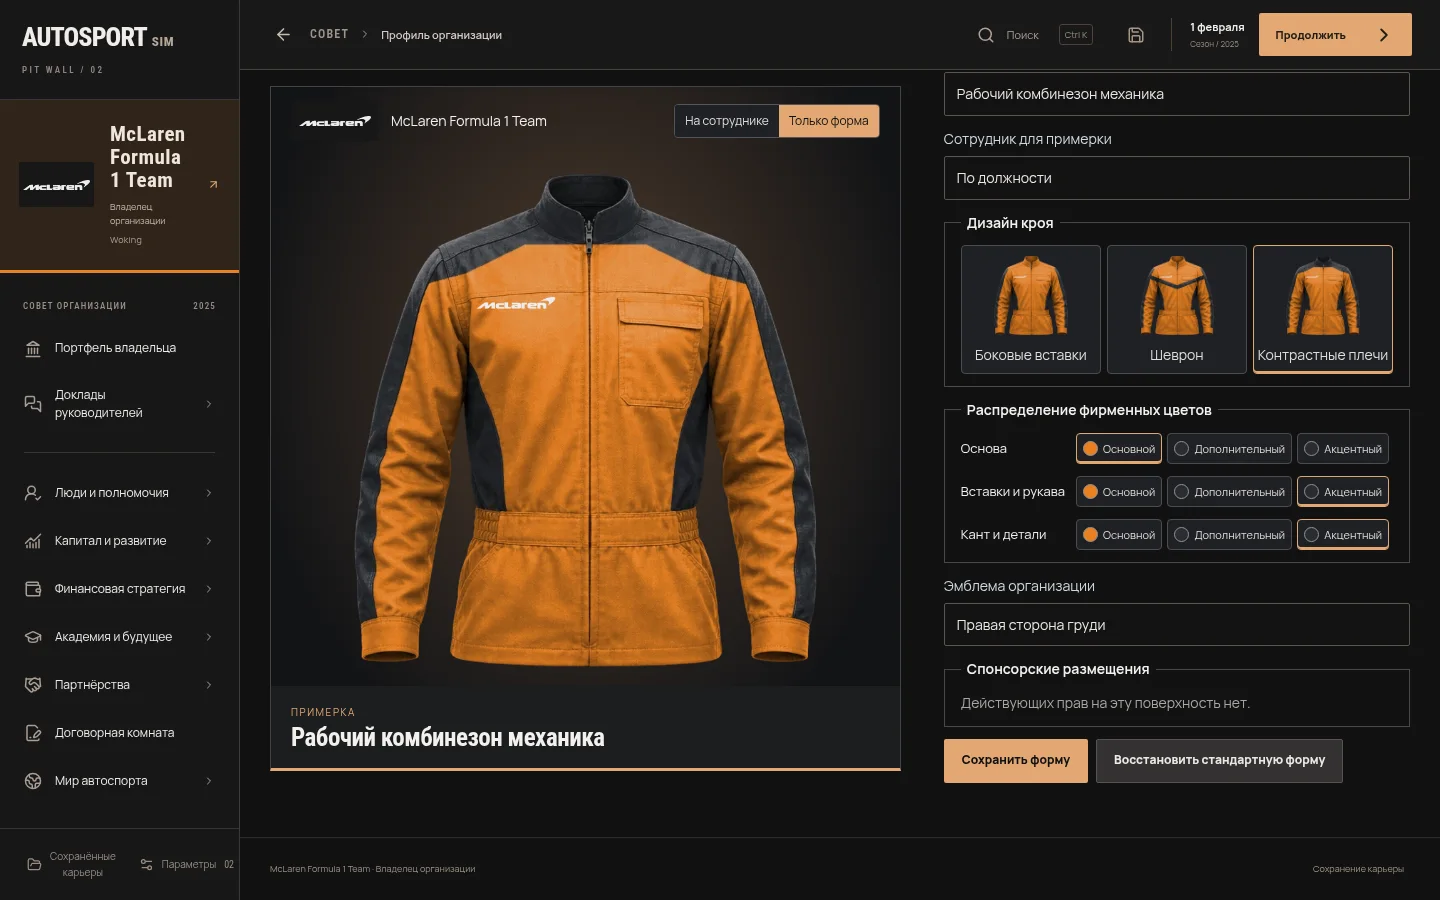 AUTOSPORT SIM
PIT WALL / 02
McLaren
McLaren
Formula
1 Team
Владелец
организации
Woking
СОВЕТ ОРГАНИЗАЦИИ 2025
Портфель владельца
Доклады
руководителей
Люди и полномочия
Капитал и развитие
Финансовая стратегия
Академия и будущее
Партнёрства
Договорная комната
Мир автоспорта
Сохранённые
карьеры
Параметры 02
СОВЕТ
Профиль организации
Поиск
Ctrl K
1 февраля
Сезон / 2025
Продолжить
McLaren
McLaren Formula 1 Team
На сотруднике
Только форма
McLaren
ПРИМЕРКА
Рабочий комбинезон механика
Рабочий комбинезон механика
Сотрудник для примерки
По должности
Дизайн кроя
Боковые вставки
Шеврон
Контрастные плечи
Распределение фирменных цветов
Основа
Основной
Дополнительный
Акцентный
Вставки и рукава
Основной
Дополнительный
Акцентный
Кант и детали
Основной
Дополнительный
Акцентный
Эмблема организации
Правая сторона груди
Спонсорские размещения
Действующих прав на эту поверхность нет.
Сохранить форму
Восстановить стандартную форму
McLaren Formula 1 Team · Владелец организации
Сохранение карьеры